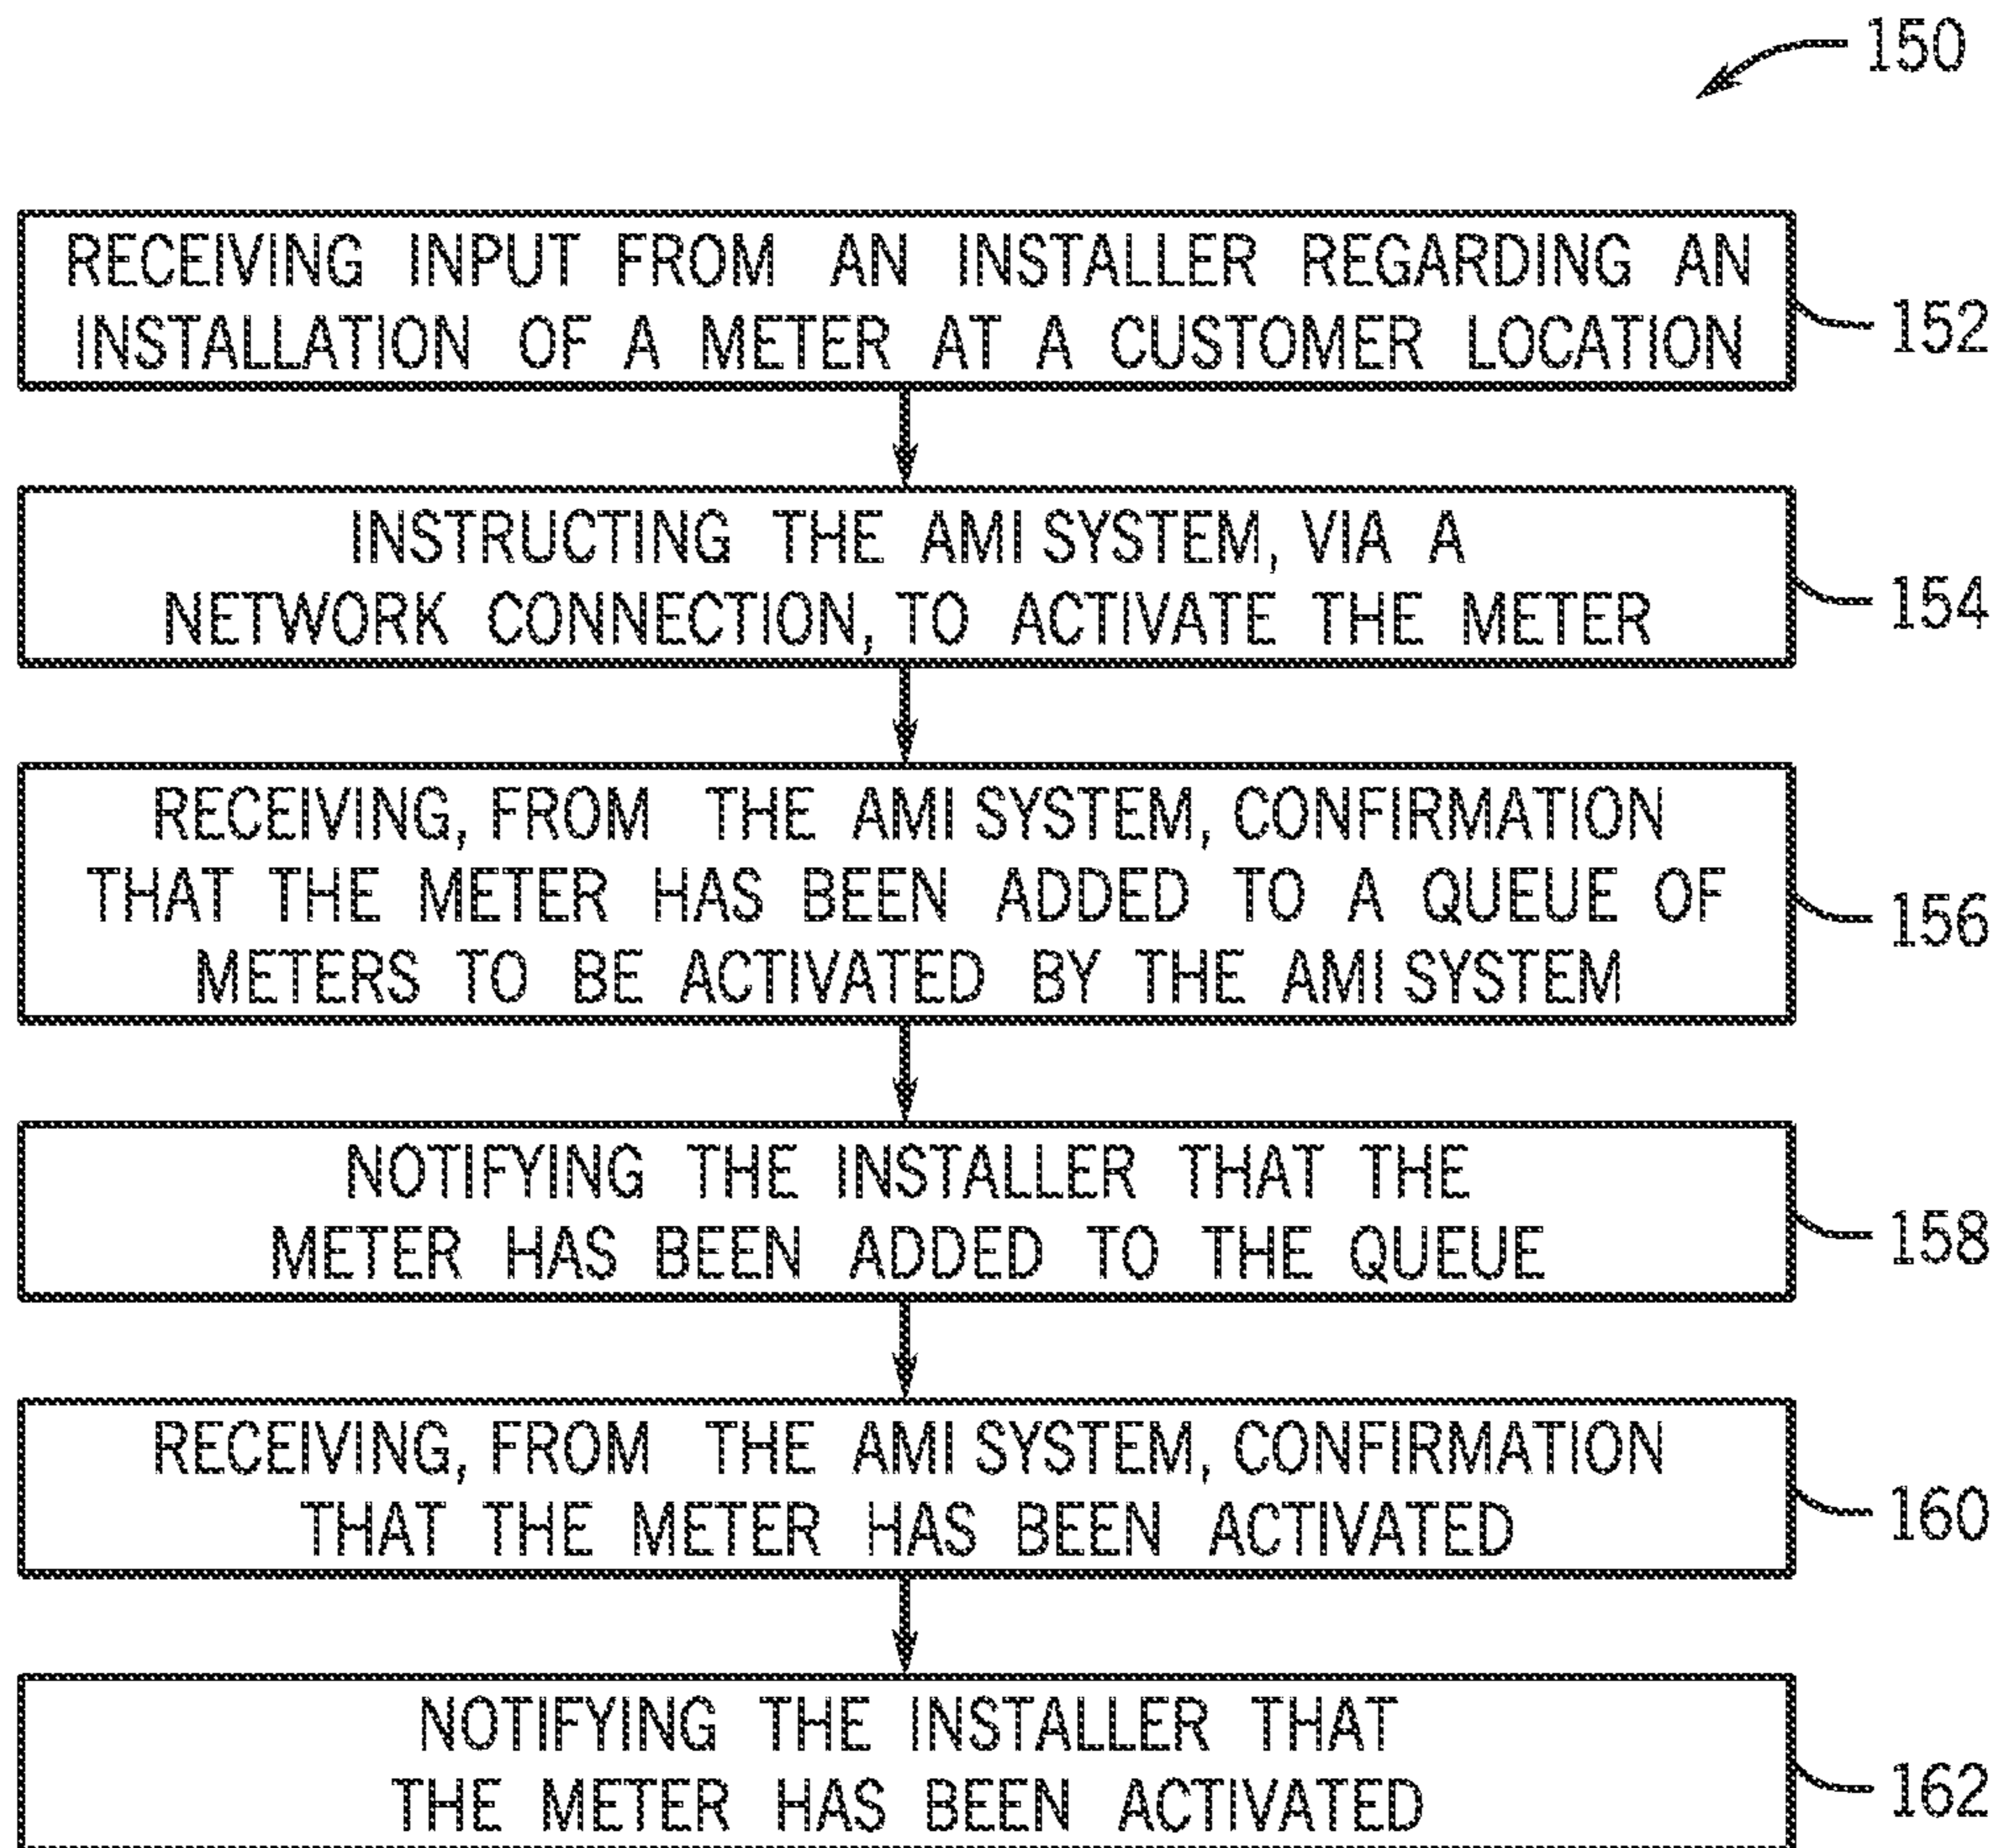 150
RECEIVING INPUT FROM AN INSTALLER REGARDING AN
INSTALLATION OF A METER AT A CUSTOMER LOCATION
152
INSTRUCTING THE AMI SYSTEM, VIA A
NETWORK CONNECTION, TO ACTIVATE THE METER
154
RECEIVING, FROM THE AMI SYSTEM, CONFIRMATION
THAT THE METER HAS BEEN ADDED TO A QUEUE OF
METERS TO BE ACTIVATED BY THE AMI SYSTEM
156
NOTIFYING THE INSTALLER THAT THE
METER HAS BEEN ADDED TO THE QUEUE
158
RECEIVING, FROM THE AMI SYSTEM, CONFIRMATION
THAT THE METER HAS BEEN ACTIVATED
160
NOTIFYING THE INSTALLER THAT
THE METER HAS BEEN ACTIVATED
162